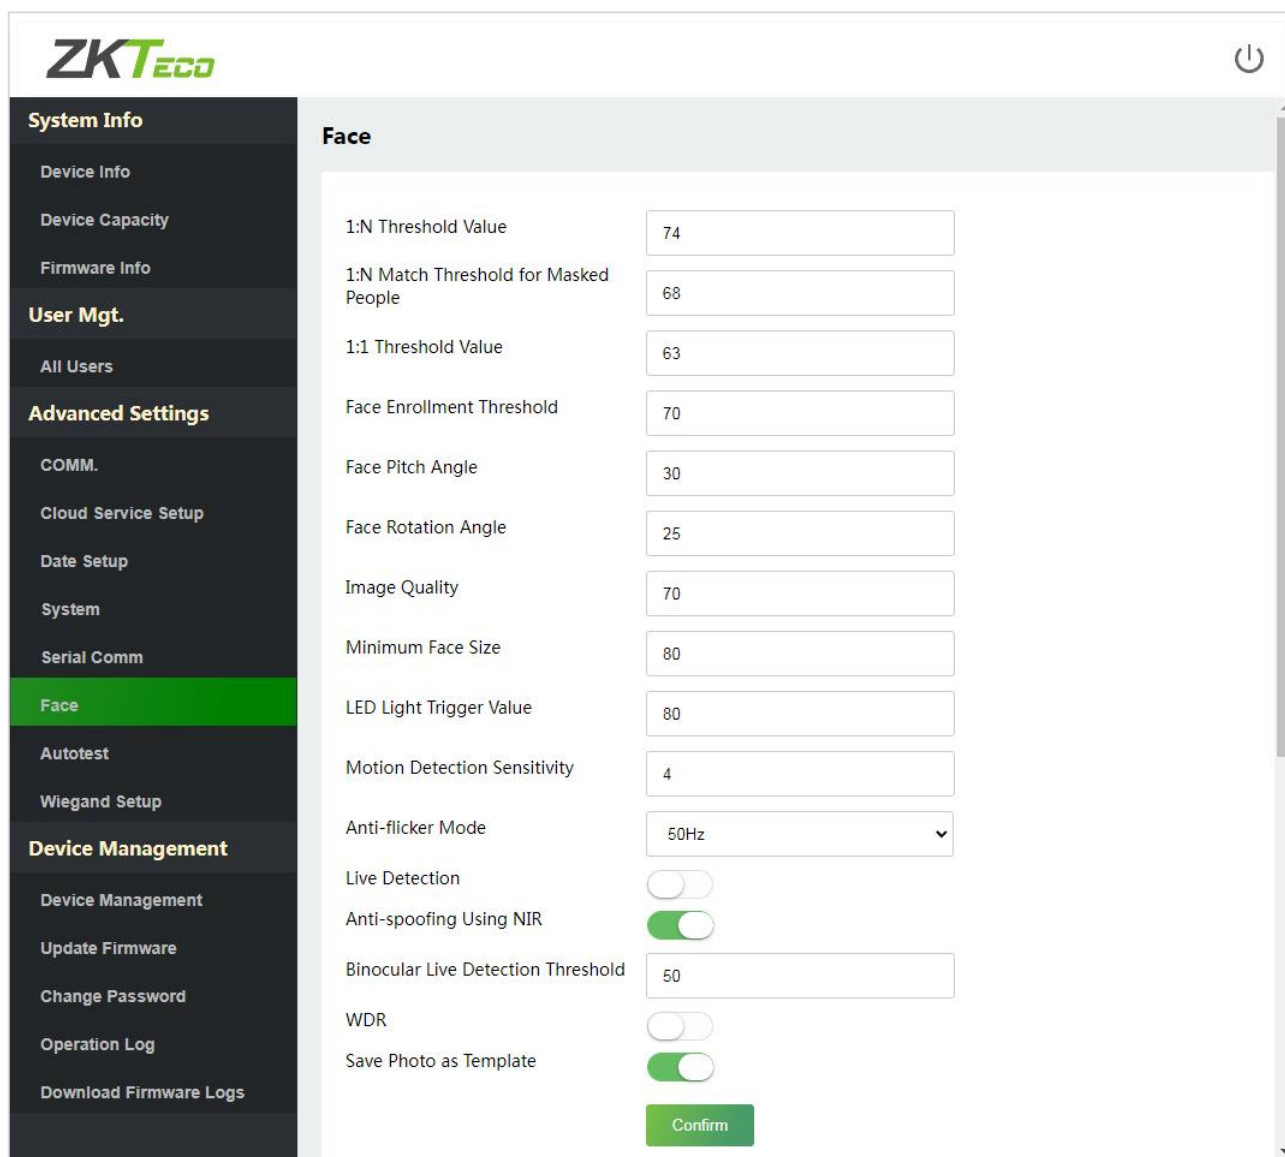 ZKTECO
System Info
Device Info
Device Capacity
Firmware Info
User Mgt.
All Users
Advanced Settings
COMM.
Cloud Service Setup
Date Setup
System
Serial Comm
Face
Autotest
Wiegand Setup
Device Management
Device Management
Update Firmware
Change Password
Operation Log
Download Firmware Logs
Face
1:N Threshold Value 74
1:N Match Threshold for Masked
People 68
1:1 Threshold Value 63
Face Enrollment Threshold 70
Face Pitch Angle 30
Face Rotation Angle 25
Image Quality 70
Minimum Face Size 80
LED Light Trigger Value 80
Motion Detection Sensitivity 4
Anti-flicker Mode 50Hz
Live Detection
Anti-spoofing Using NIR
Binocular Live Detection Threshold 50
WDR
Save Photo as Template
Confirm